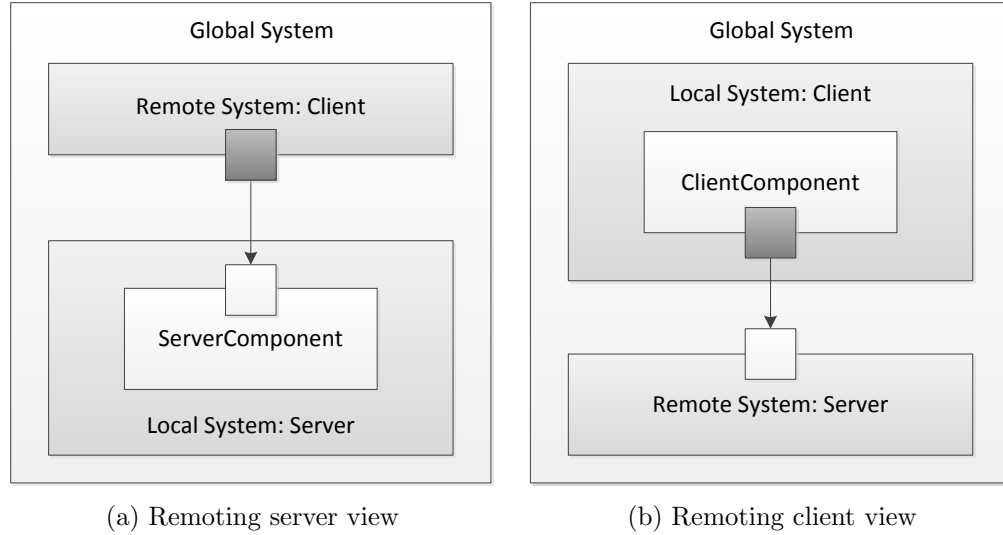 Global System
Remote System: Client
ServerComponent
Local System: Server
(a) Remoting server view
Global System
Local System: Client
ClientComponent
Remote System: Server
(b) Remoting client view